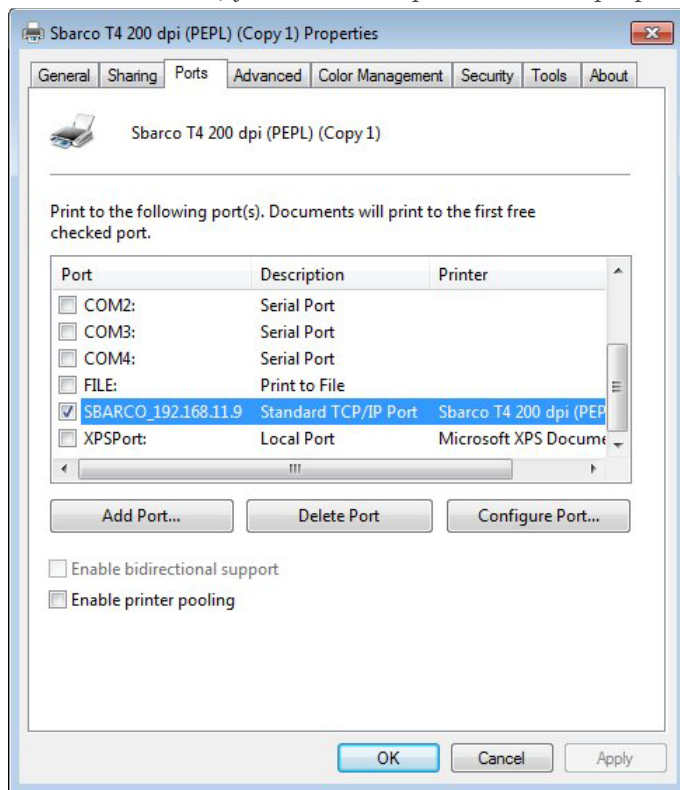 Sbarco T4 200 dpi (PEPL) (Copy 1) Properties
General Sharing Ports Advanced Color Management Security Tools About
Sbarco T4 200 dpi (PEPL) (Copy 1)
Print to the following port(s). Documents will print to the first free
checked port.
Port Description Printer
COM2: Serial Port
COM3: Serial Port
COM4: Serial Port
FILE: Print to File
SBARCO_192.168.11.9 Standard TCP/IP Port Sbarco T4 200 dpi (PEP
XPSPort: Local Port Microsoft XPS Docume
Add Port... Delete Port Configure Port...
Enable bidirectional support
Enable printer pooling
OK Cancel Apply